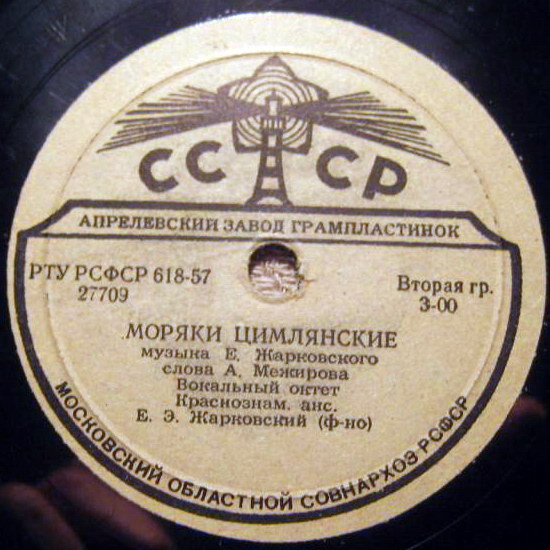 СССР
АПРЕЛЕВСКИЙ ЗАВОД ГРАМПЛАСТИНОК
РТУ РСФСР 618-57
27709
Вторая гр.
3-00
МОРЯКИ ЦИМЛЯНСКИЕ
музыка Е. Жарковского
слова А. Межирова
Вокальный октет
Краснознам. анс.
Е. Э. Жарковский (ф-но)
МОСКОВСКИЙ ОБЛАСТНОЙ СОВНАРХОЗ РСФСР